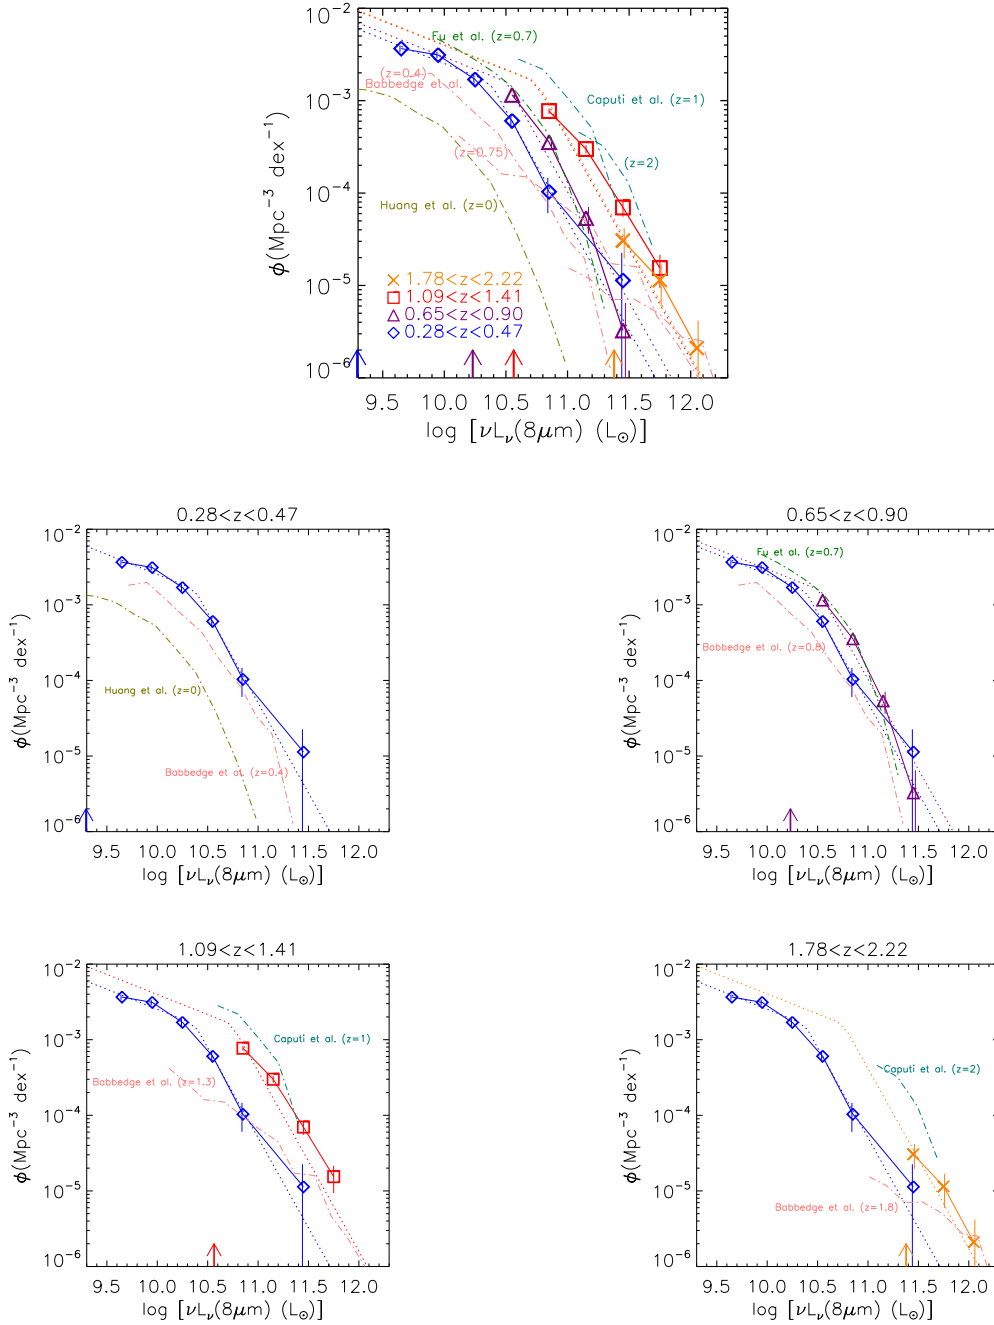 10⁻²
10⁻³
10⁻⁴
10⁻⁵
10⁻⁶
ϕ(Mpc⁻³ dex⁻¹)
Fu et al. (z=0.7)
(z=0.4)
Babbedge et al.
Caputi et al. (z=1)
(z=0.75)
(z=2)
Huang et al. (z=0)
1.78<z<2.22
1.09<z<1.41
0.65<z<0.90
0.28<z<0.47
9.5 10.0 10.5 11.0 11.5 12.0
log [νLν(8μm) (L⊙)]
0.28<z<0.47
10⁻²
10⁻³
10⁻⁴
10⁻⁵
10⁻⁶
ϕ(Mpc⁻³ dex⁻¹)
Huang et al. (z=0)
Babbedge et al. (z=0.4)
9.5 10.0 10.5 11.0 11.5 12.0
log [νLν(8μm) (L⊙)]
0.65<z<0.90
10⁻²
10⁻³
10⁻⁴
10⁻⁵
10⁻⁶
ϕ(Mpc⁻³ dex⁻¹)
Fu et al. (z=0.7)
Babbedge et al. (z=0.8)
9.5 10.0 10.5 11.0 11.5 12.0
log [νLν(8μm) (L⊙)]
1.09<z<1.41
10⁻²
10⁻³
10⁻⁴
10⁻⁵
10⁻⁶
ϕ(Mpc⁻³ dex⁻¹)
Caputi et al. (z=1)
Babbedge et al. (z=1.3)
9.5 10.0 10.5 11.0 11.5 12.0
log [νLν(8μm) (L⊙)]
1.78<z<2.22
10⁻²
10⁻³
10⁻⁴
10⁻⁵
10⁻⁶
ϕ(Mpc⁻³ dex⁻¹)
Caputi et al. (z=2)
Babbedge et al. (z=1.8)
9.5 10.0 10.5 11.0 11.5 12.0
log [νLν(8μm) (L⊙)]